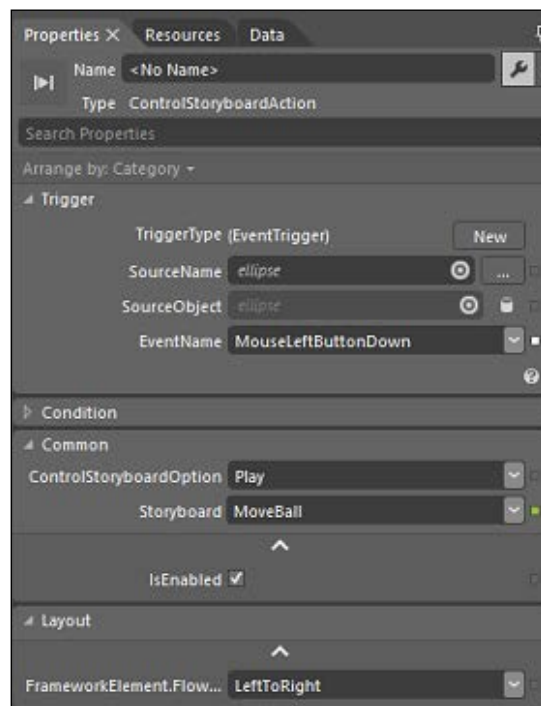 Properties Resources Data
Name <No Name>
Type ControlStoryboardAction
Search Properties
Arrange by: Category
Trigger
TriggerType (EventTrigger) New
SourceName ellipse ...
SourceObject ellipse
EventName MouseLeftButtonDown
Condition
Common
ControlStoryboardOption Play
Storyboard MoveBall
IsEnabled
Layout
FrameworkElement.Flow... LeftToRight